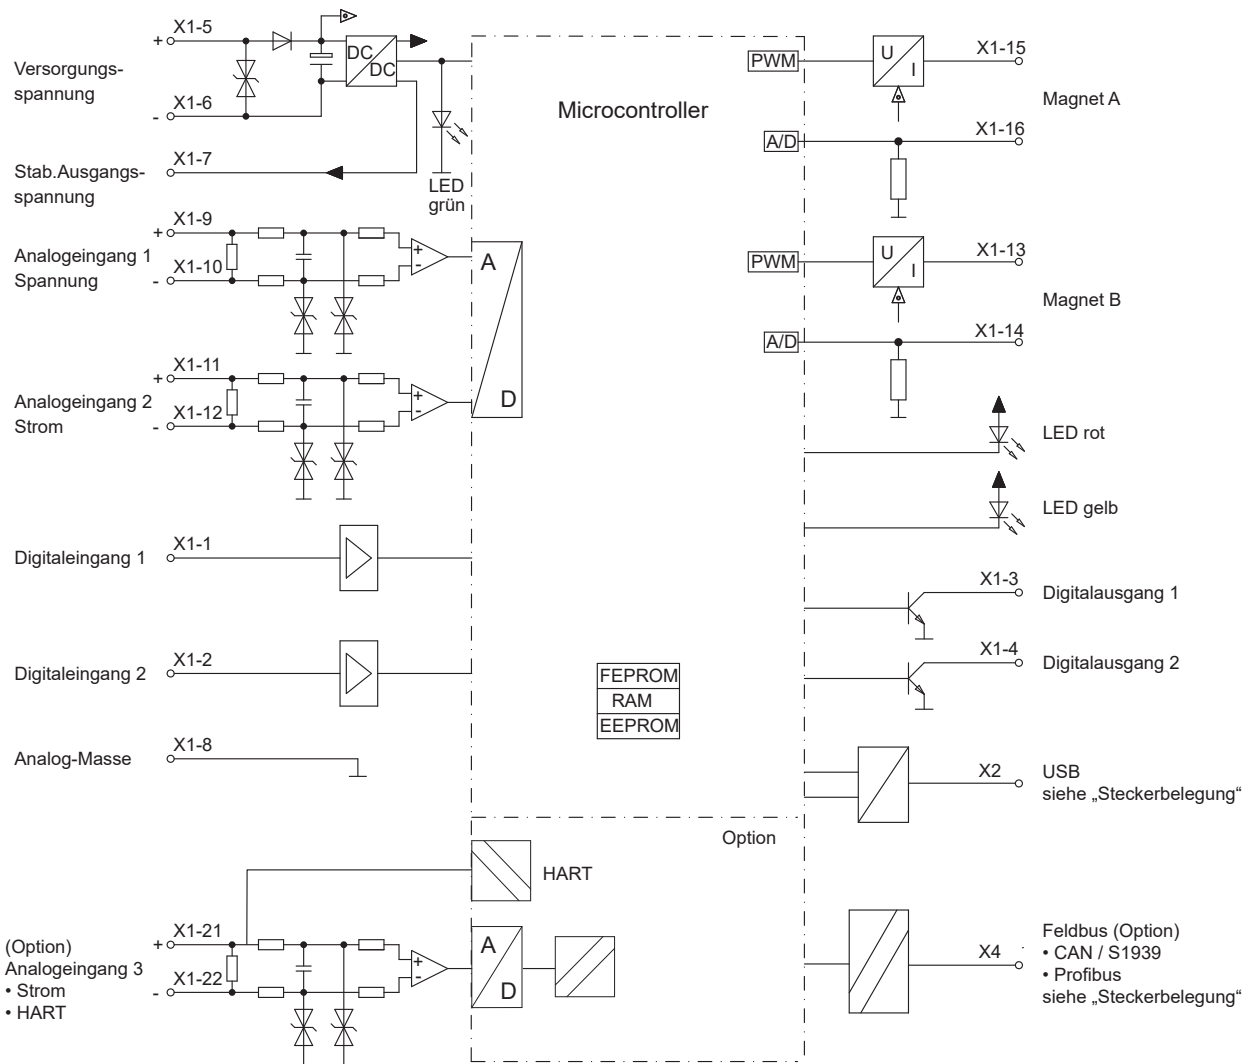 + X1-5
Versorgungs-
spannung
X1-6
-
X1-7
Stab.Ausgangs-
spannung
DC
DC
LED
grün
X1-9
+
Analogeingang 1
X1-10
Spannung
-
+
-
A
D
X1-11
+
Analogeingang 2
X1-12
Strom
-
+
-
Digitaleingang 1
X1-1
Digitaleingang 2
X1-2
Analog-Masse
X1-8
Microcontroller
FEPROM
RAM
EEPROM
Option
HART
(Option)
X1-21
+
Analogeingang 3
X1-22
• Strom
-
• HART
+
-
A
D
PWM
U
I
X1-15
Magnet A
A/D
X1-16
PWM
U
I
X1-13
Magnet B
A/D
X1-14
LED rot
LED gelb
X1-3
Digitalausgang 1
X1-4
Digitalausgang 2
X2
USB
siehe „Steckerbelegung“
X4
Feldbus (Option)
• CAN / S1939
• Profibus
siehe „Steckerbelegung“